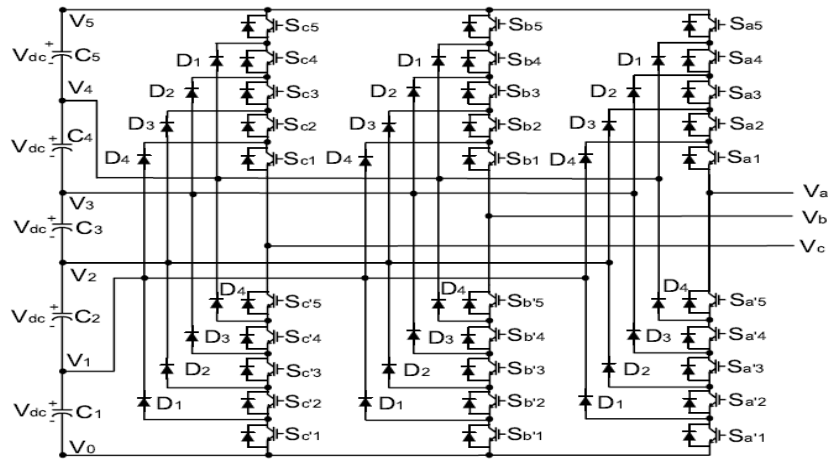 V5 Sc5 Sb5 Sa5
Vdc + - C5 D1 Sc4 D1 Sb4 D1 Sa4
V4 D2 Sc3 D2 Sb3 D2 Sa3
Vdc + - C4 D3 Sc2 D3 Sb2 D3 Sa2
D4 Sc1 D4 Sb1 D4 Sa1
V3 Va
Vdc + - C3 Vb
Vc
V2
Vdc + - C2 D4 Sc'5 D4 Sb'5 D4 Sa'5
D3 Sc'4 D3 Sb'4 D3 Sa'4
V1 D2 Sc'3 D2 Sb'3 D2 Sa'3
Vdc + - C1 D1 Sc'2 D1 Sb'2 D1 Sa'2
V0 Sc'1 Sb'1 Sa'1